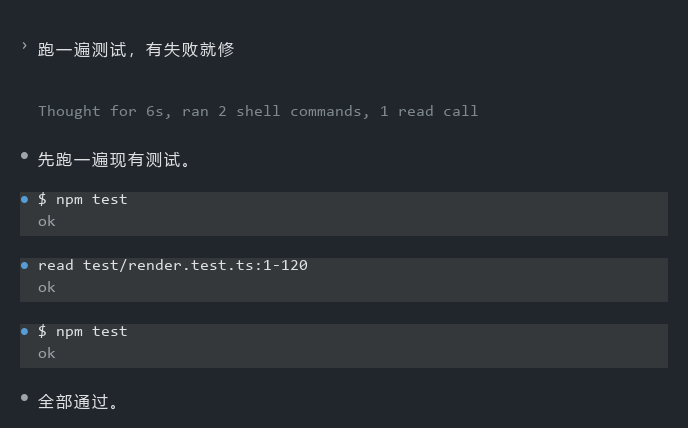 › 跑一遍测试，有失败就修
Thought for 6s, ran 2 shell commands, 1 read call
• 先跑一遍现有测试。
• $ npm test
ok
• read test/render.test.ts:1-120
ok
• $ npm test
ok
• 全部通过。